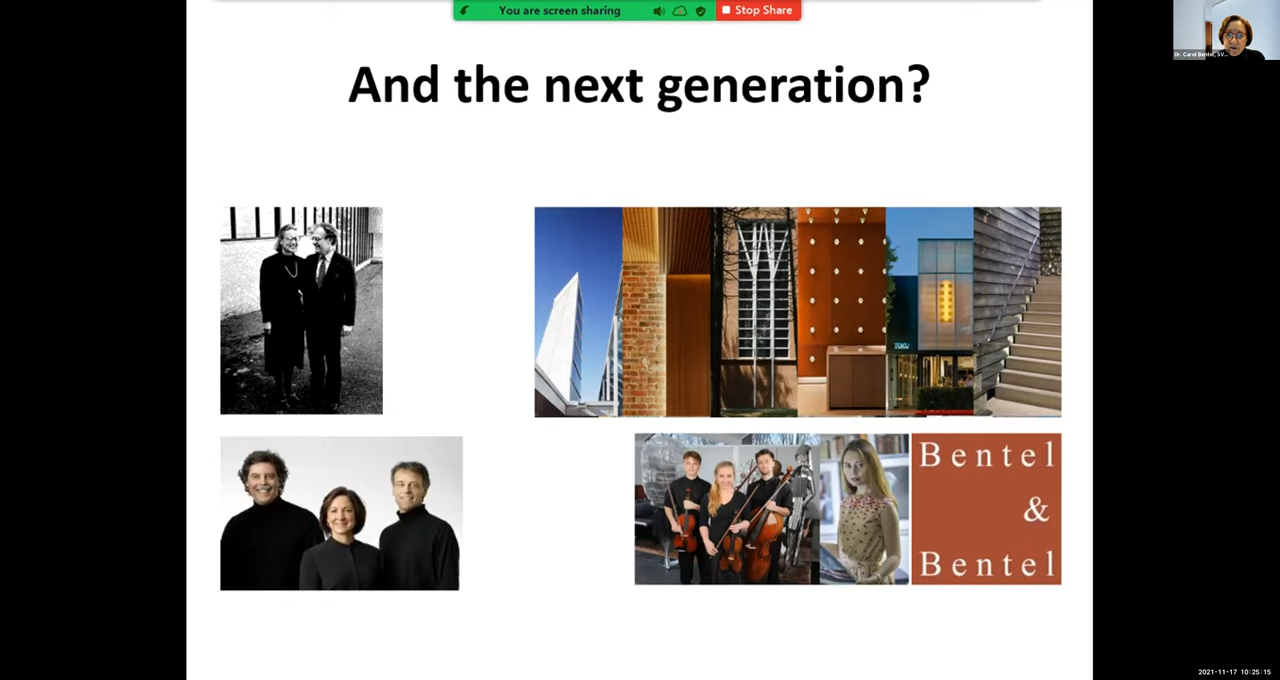 You are screen sharing
Stop Share
Dr. Carol Bentel, SV...
And the next generation?
TOKU
Bentel
&
Bentel
2021-11-17 10:25:15